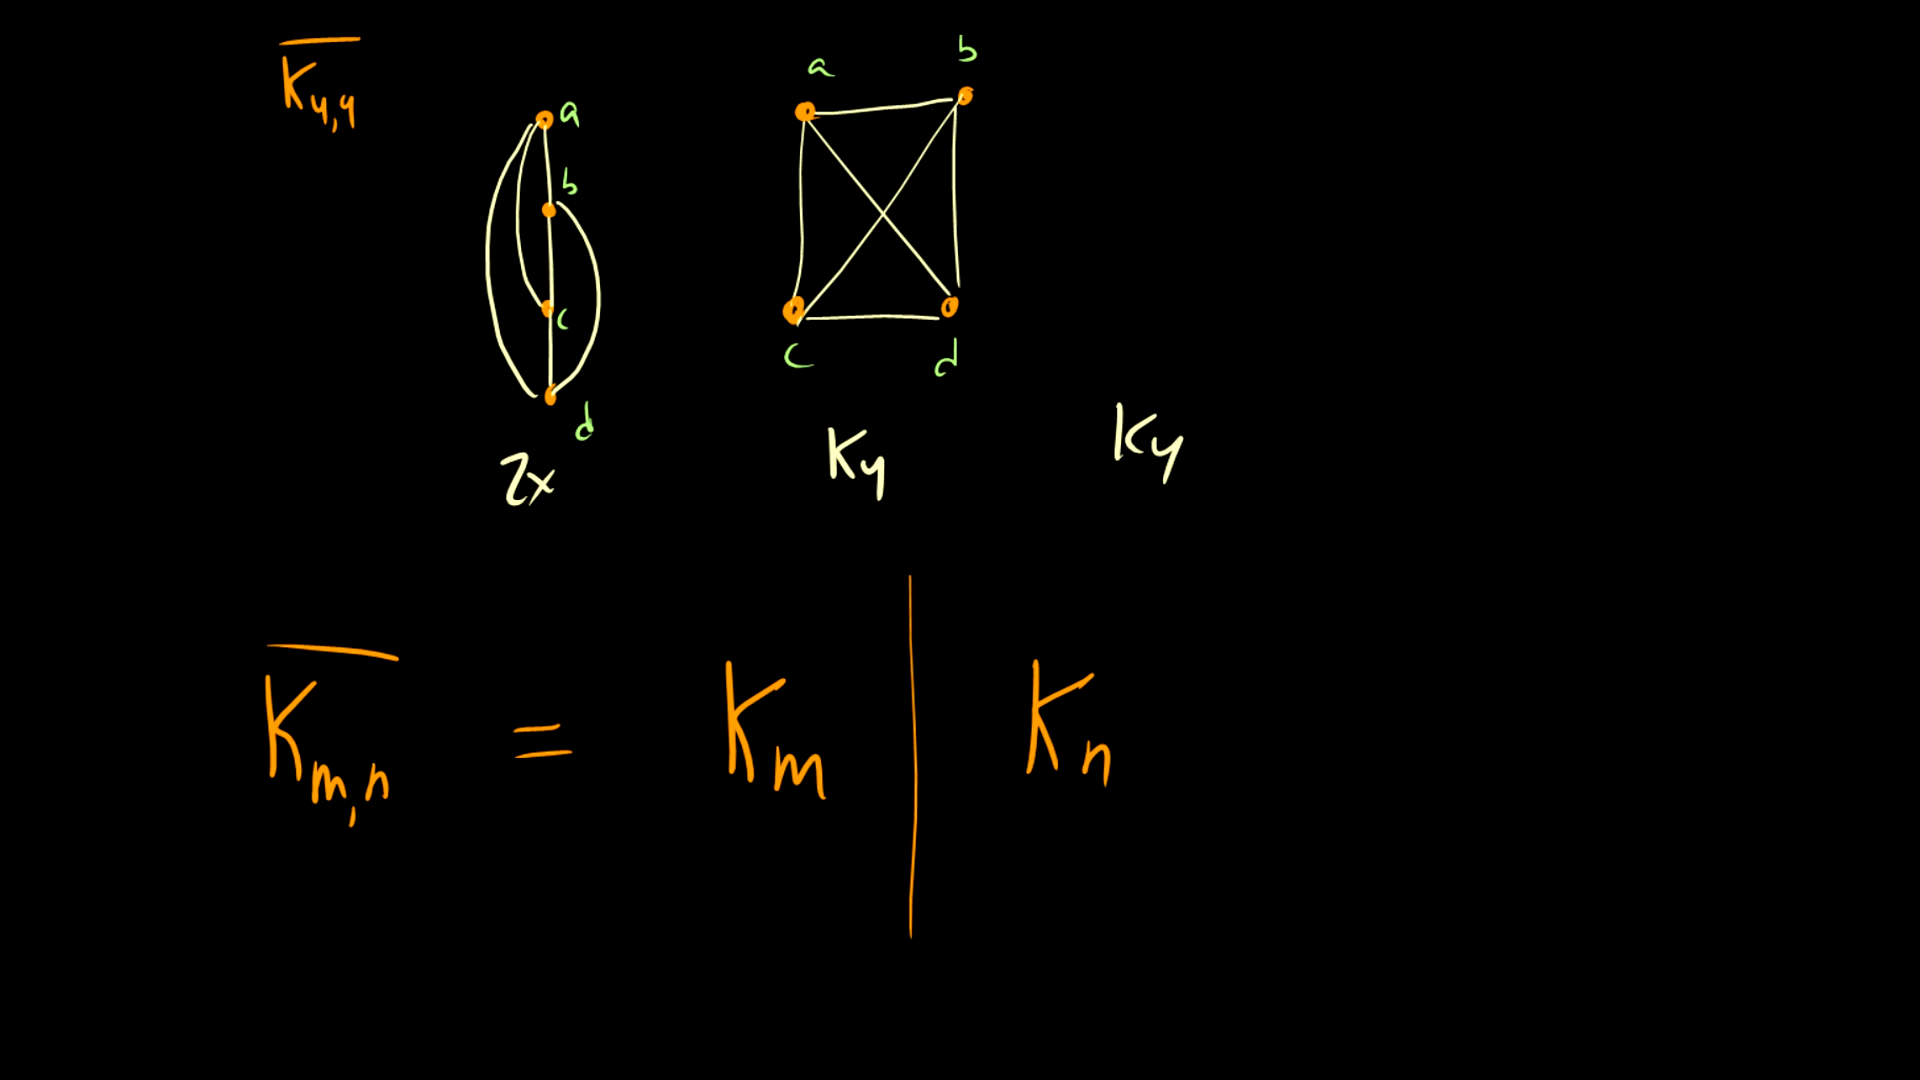 K̅₄,₄
a
b
c
d
a b
c d
2x K₄ K₄
K̅ₘ,ₙ = Kₘ | Kₙ